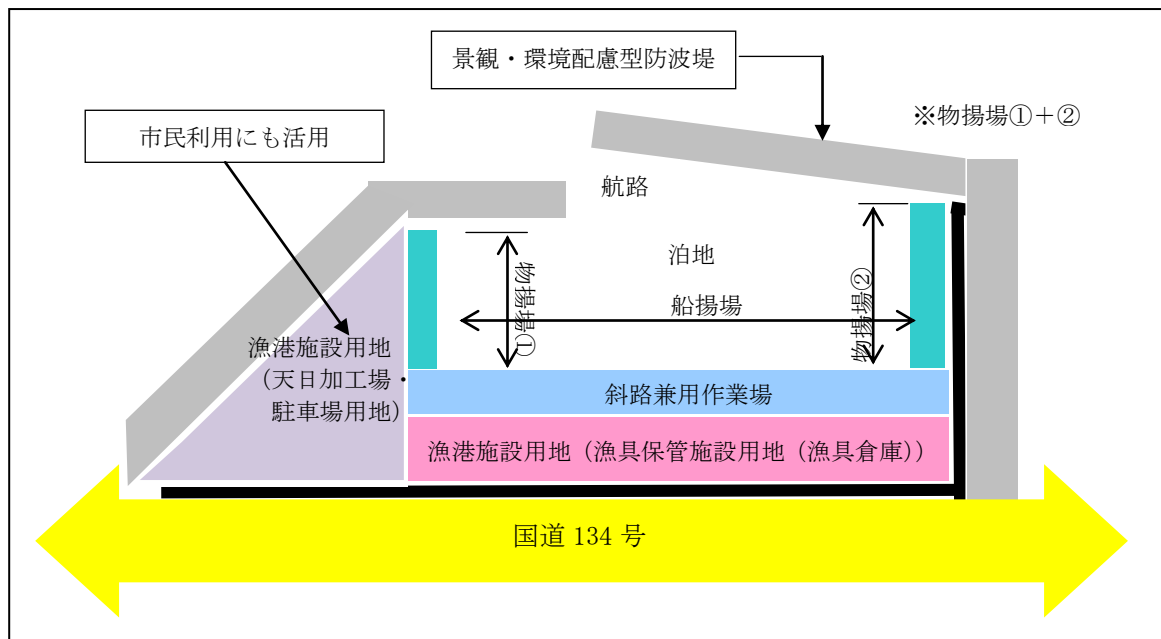 景観・環境配慮型防波堤
※物揚場①+②
市民利用にも活用
航路
泊地
物揚場①
船揚場
物揚場②
漁港施設用地
(天日加工場・
駐車場用地)
斜路兼用作業場
漁港施設用地(漁具保管施設用地(漁具倉庫))
国道 134 号